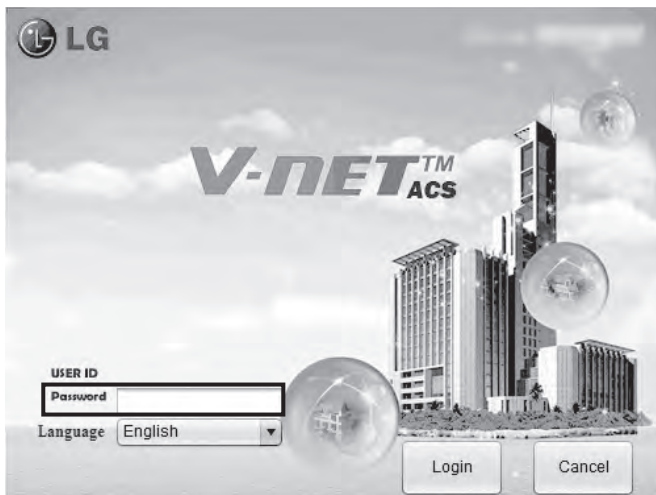 LG
V-NET™
ACS
USER ID
Password
Language English
Login Cancel